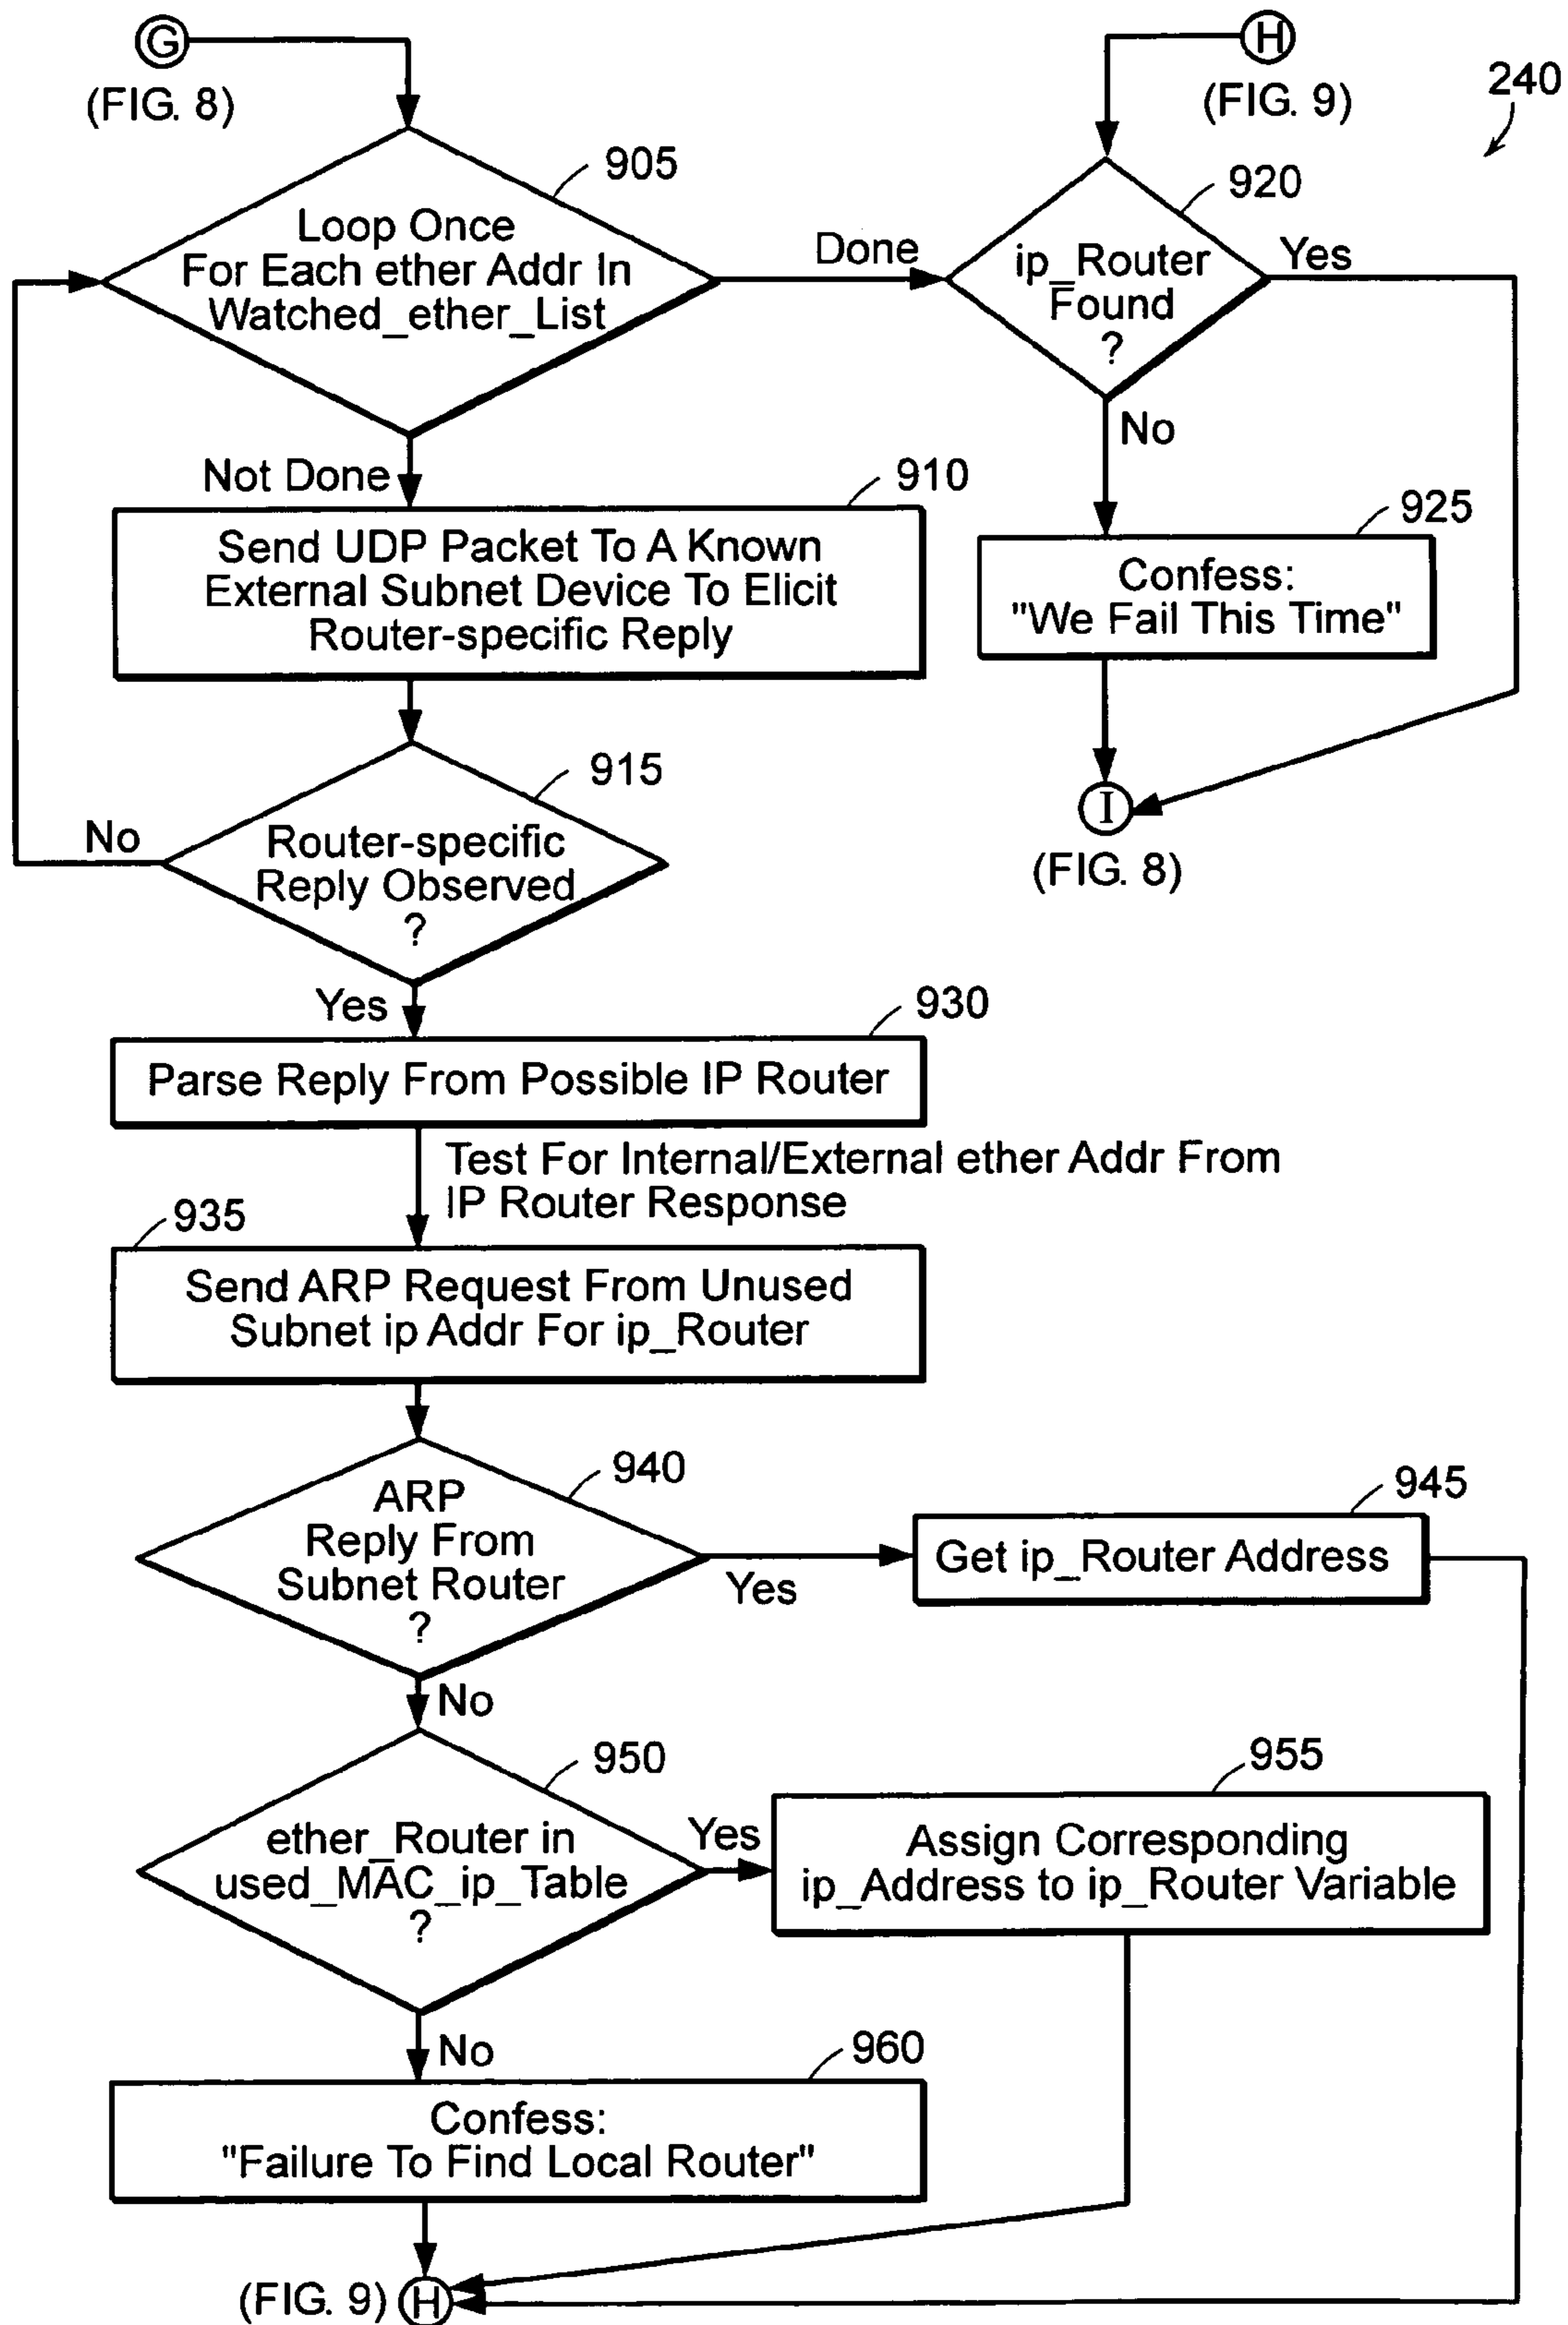 G
(FIG. 8)
H
(FIG. 9)
240
905
Loop Once
For Each ether Addr In
Watched_ether_List
Done
920
ip_Router
Found
?
Yes
No
Not Done
910
Send UDP Packet To A Known
External Subnet Device To Elicit
Router-specific Reply
925
Confess:
"We Fail This Time"
915
Router-specific
Reply Observed
?
No
I
(FIG. 8)
Yes
930
Parse Reply From Possible IP Router
Test For Internal/External ether Addr From
IP Router Response
935
Send ARP Request From Unused
Subnet ip Addr For ip_Router
940
ARP
Reply From
Subnet Router
?
Yes
945
Get ip_Router Address
No
950
ether_Router in
used_MAC_ip_Table
?
Yes
955
Assign Corresponding
ip_Address to ip_Router Variable
No
960
Confess:
"Failure To Find Local Router"
(FIG. 9)
H